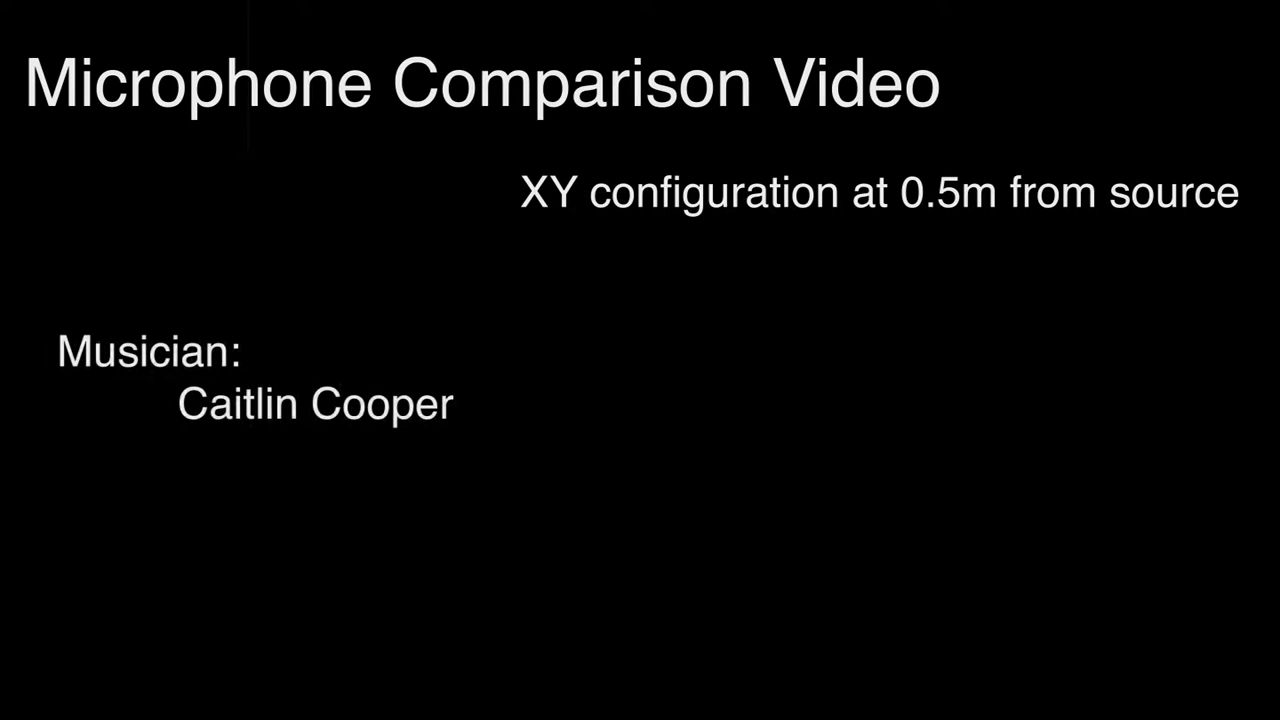 Microphone Comparison Video
XY configuration at 0.5m from source
Musician:
Caitlin Cooper